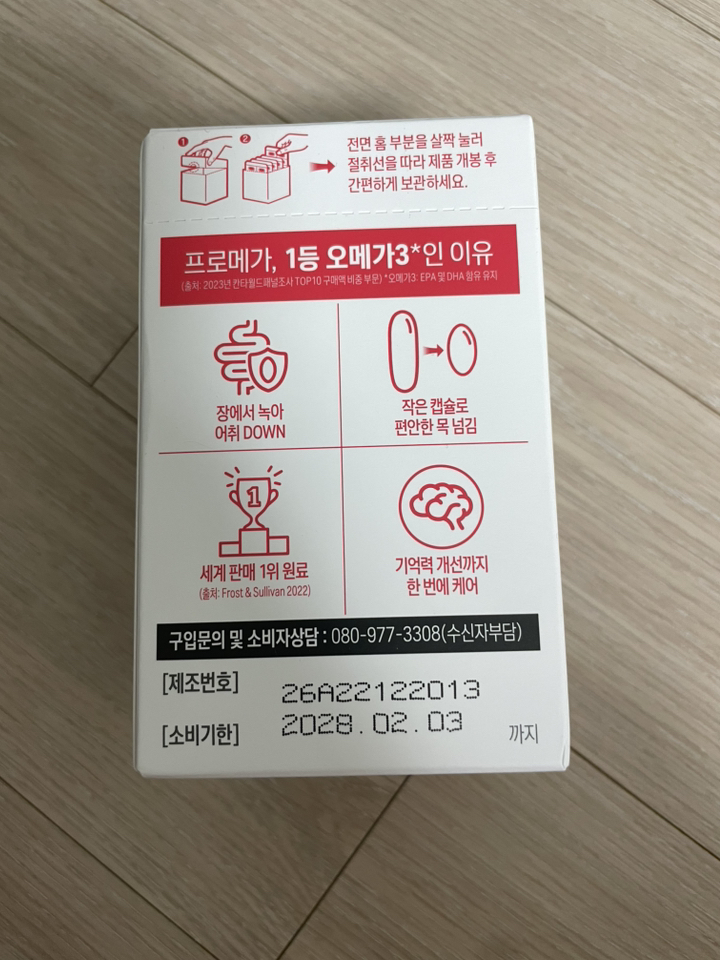 1 2
전면 홈 부분을 살짝 눌러
절취선을 따라 제품 개봉 후
간편하게 보관하세요.
프로메가, 1등 오메가3*인 이유
(출처: 2023년 칸타월드패널조사 TOP10 구매액 비중 부문) *오메가3: EPA 및 DHA 함유 유지
장에서 녹아
어취 DOWN
작은 캡슐로
편안한 목 넘김
1
세계 판매 1위 원료
(출처: Frost & Sullivan 2022)
기억력 개선까지
한 번에 케어
구입문의 및 소비자상담 : 080-977-3308(수신자부담)
[제조번호] 26A22122013
[소비기한] 2028.02.03 까지